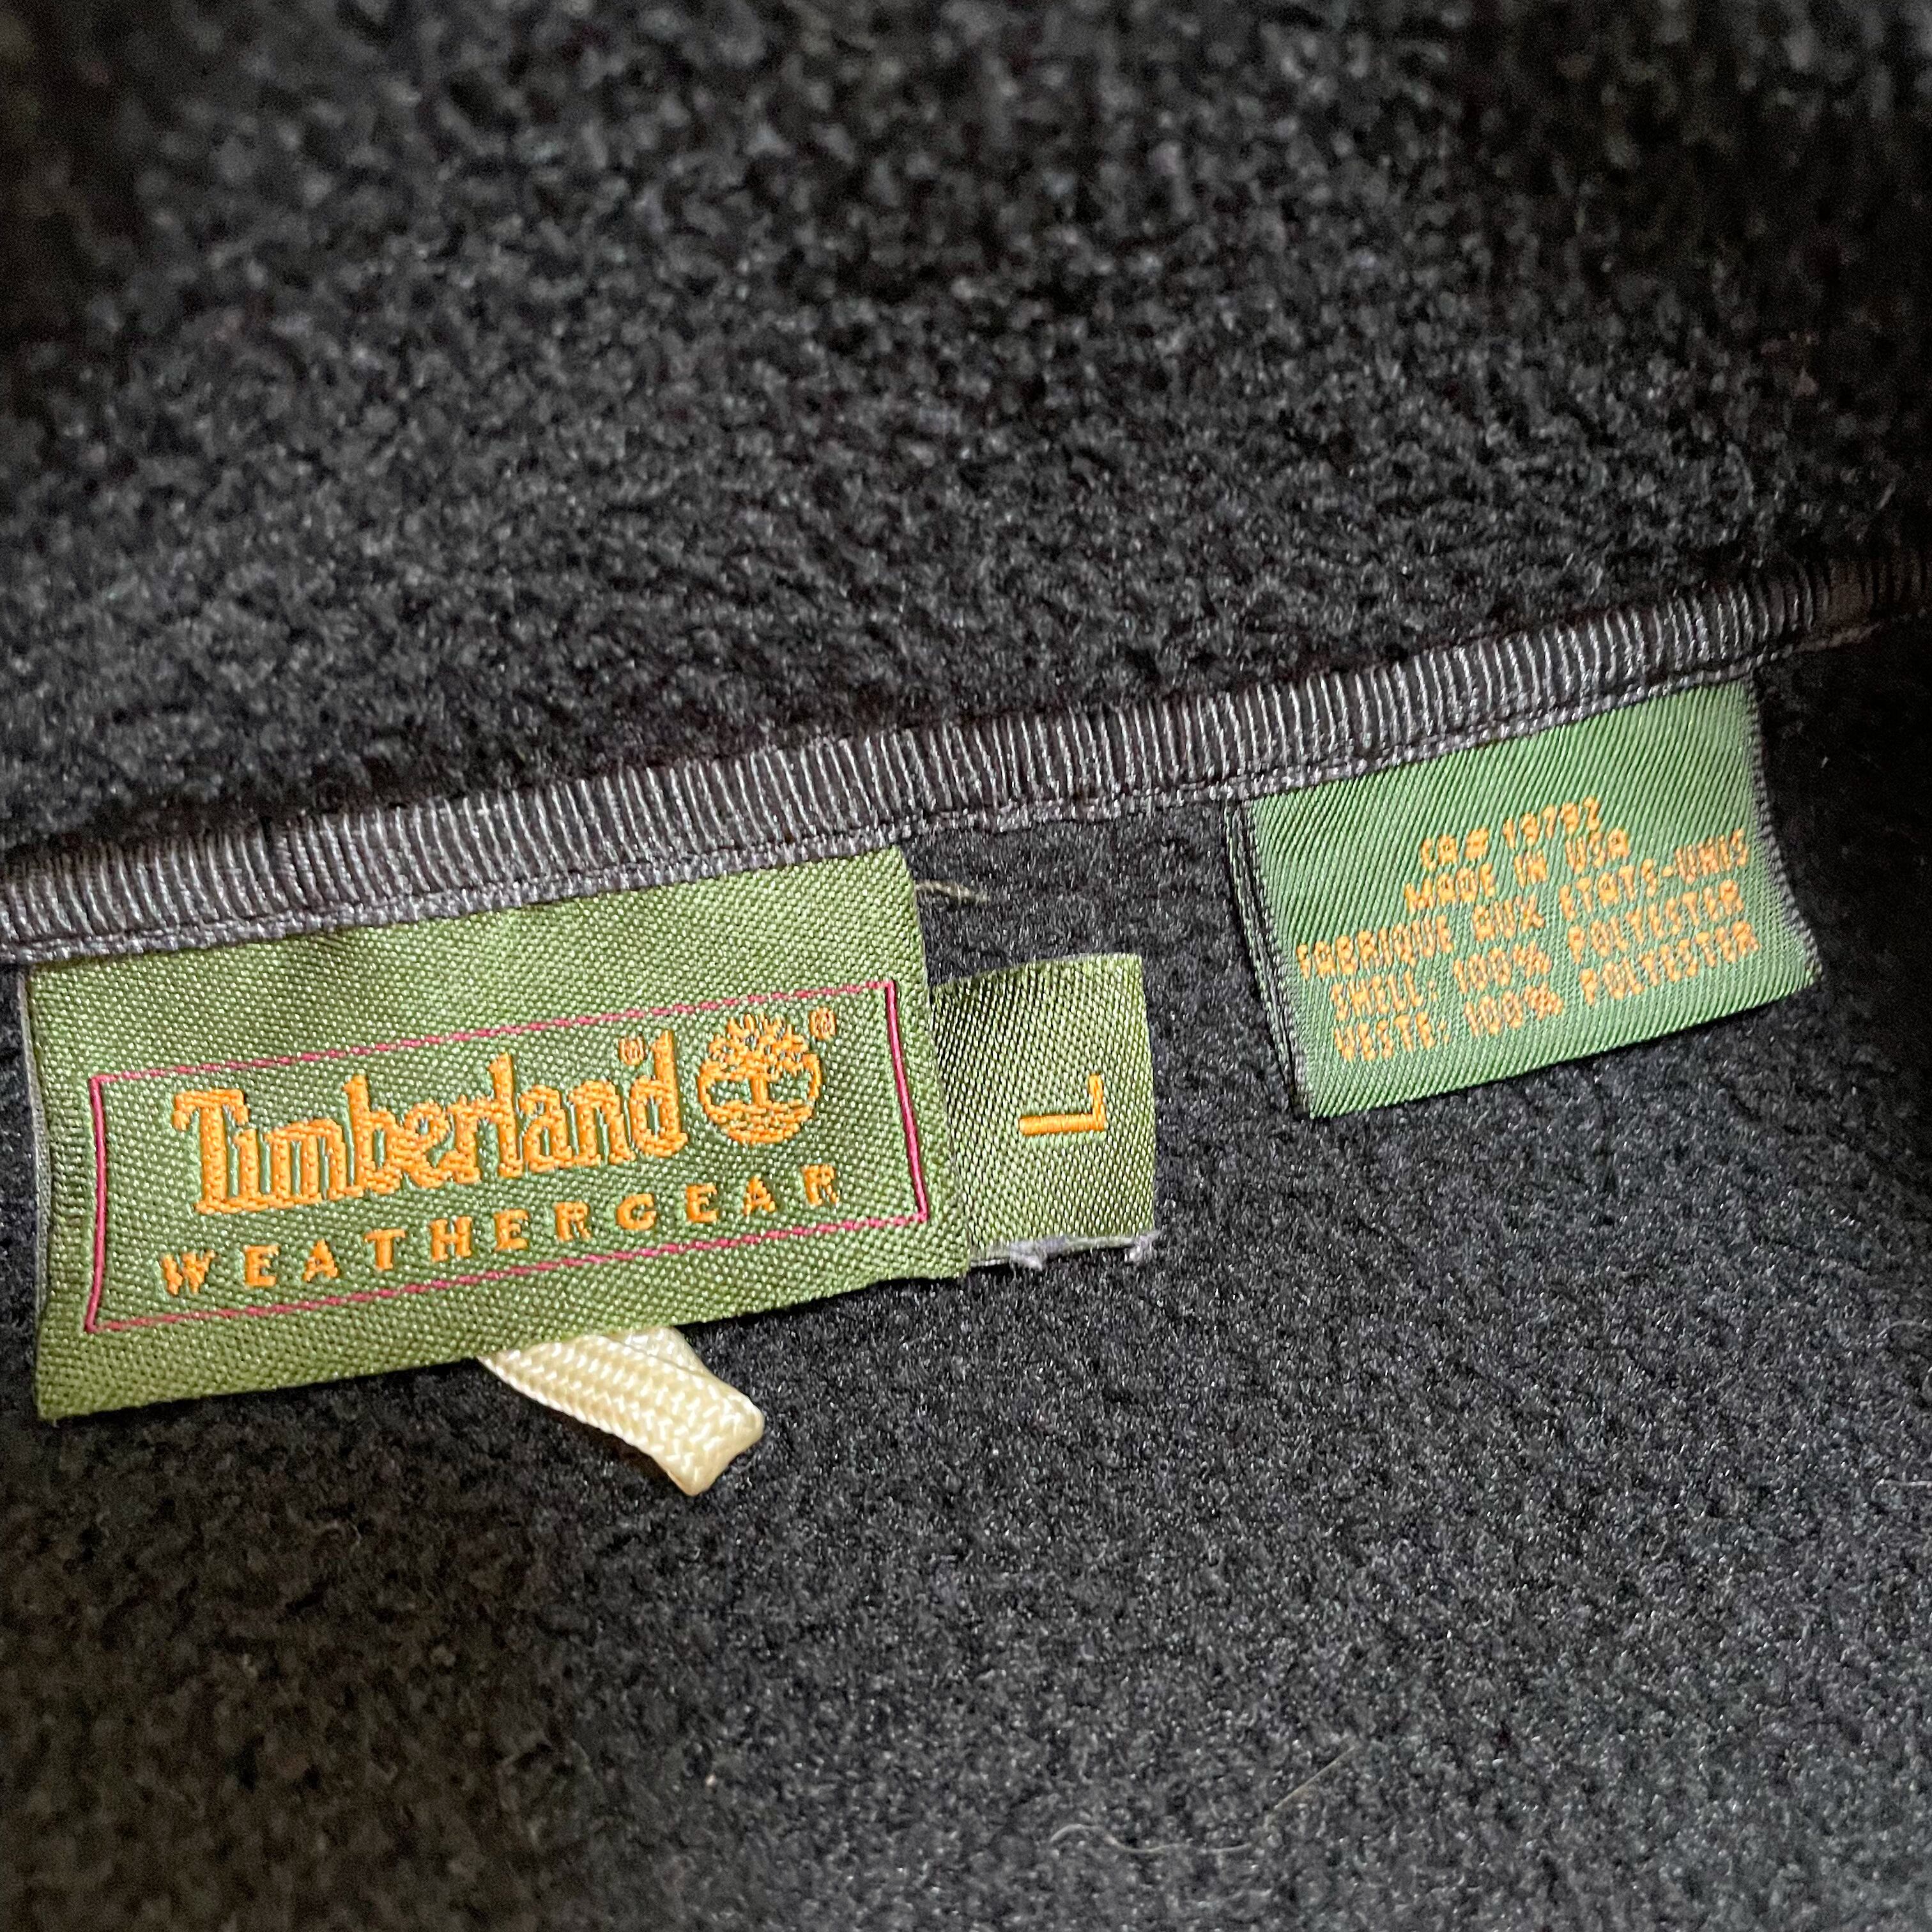 Timberland®
®
WEATHERGEAR
L
CA# 19792
MADE IN USA
FABRIQUE AUX ETATS-UNIS
SHELL: 100% POLYESTER
VESTE: 100% POLYESTER